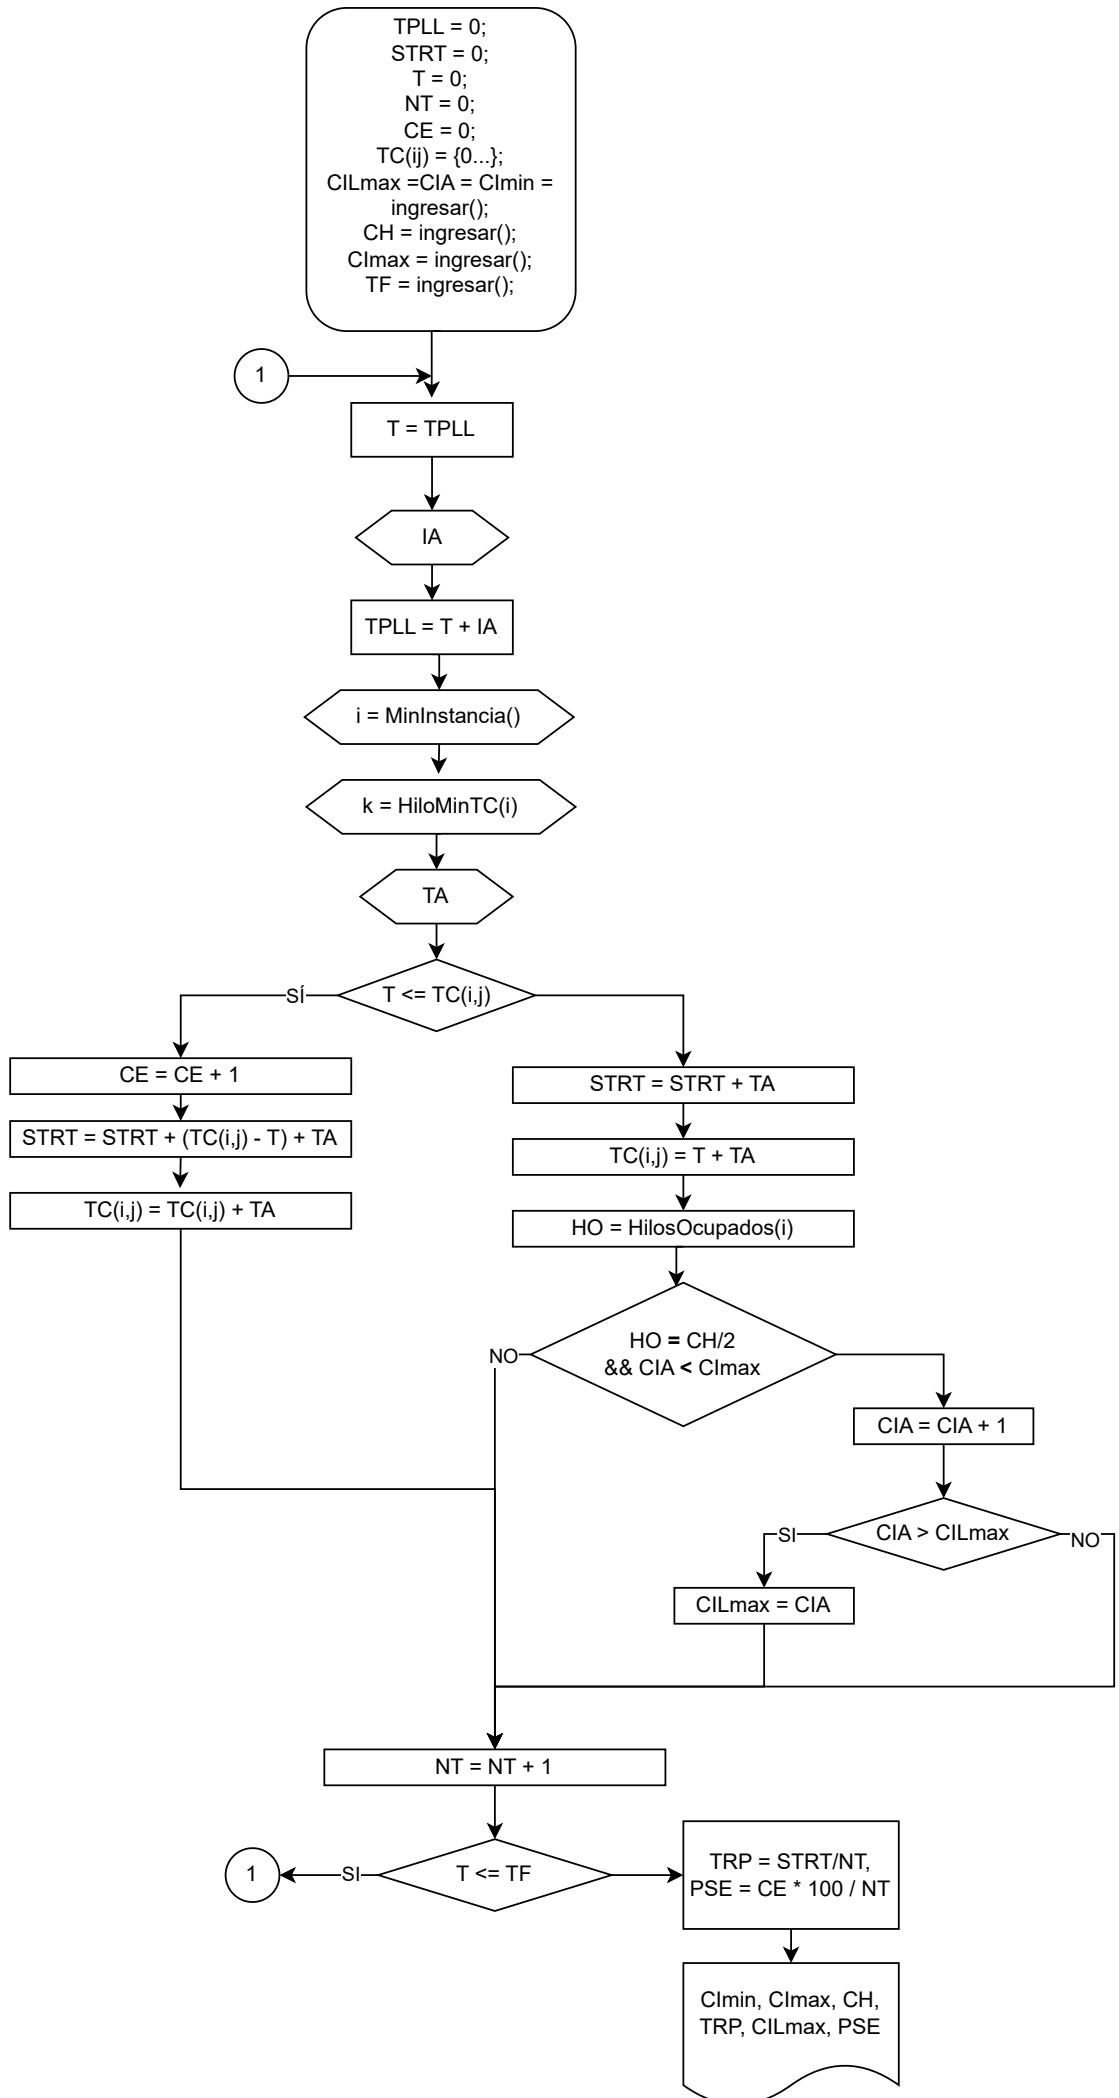 TPLL = 0;
STRT = 0;
T = 0;
NT = 0;
CE = 0;
TC(ij) = {0...};
CILmax =CIA = CImin =
ingresar();
CH = ingresar();
CImax = ingresar();
TF = ingresar();
1
T = TPLL
IA
TPLL = T + IA
i = MinInstancia()
k = HiloMinTC(i)
TA
T <= TC(i,j)
SÍ
CE = CE + 1
STRT = STRT + (TC(i,j) - T) + TA
TC(i,j) = TC(i,j) + TA
STRT = STRT + TA
TC(i,j) = T + TA
HO = HilosOcupados(i)
HO = CH/2
&& CIA < CImax
NO
CIA = CIA + 1
CIA > CILmax
SI
NO
CILmax = CIA
NT = NT + 1
T <= TF
SI
1
TRP = STRT/NT,
PSE = CE * 100 / NT
CImin, CImax, CH,
TRP, CILmax, PSE